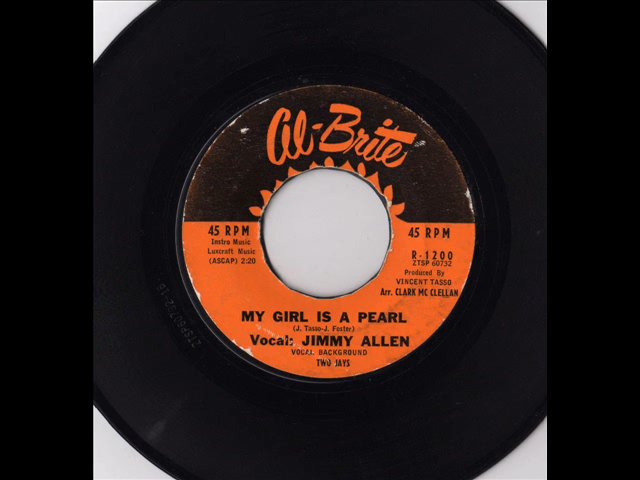 Al-Brite
45 RPM
Instro Music
Luxcraft Music
(ASCAP) 2:20
45 RPM
R-1200
ZTSP 60732
Produced By
VINCENT TASSO
Arr. CLARK MC CLELLAN
MY GIRL IS A PEARL
(J. Tasso-J. Foster)
Vocal: JIMMY ALLEN
VOCAL BACKGROUND
TWO JAYS